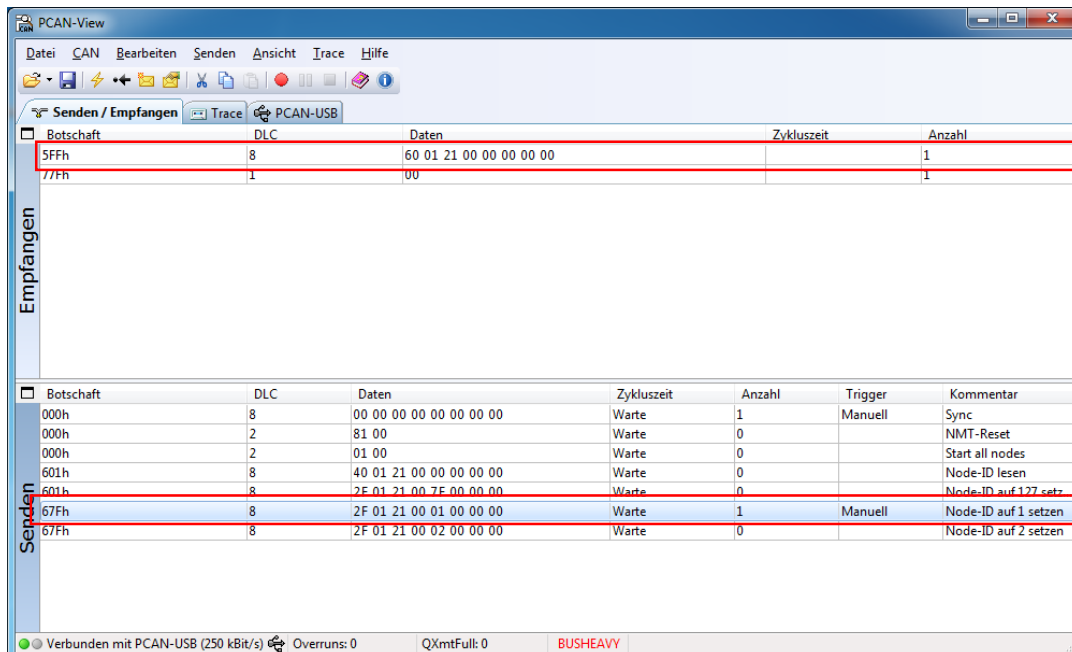 PCAN-View
Datei CAN Bearbeiten Senden Ansicht Trace Hilfe
Senden / Empfangen Trace PCAN-USB
Botschaft DLC Daten Zykluszeit Anzahl
5FFh 8 60 01 21 00 00 00 00 00 1
77Fh 1 00 1
Empfangen
Botschaft DLC Daten Zykluszeit Anzahl Trigger Kommentar
000h 8 00 00 00 00 00 00 00 00 Warte 1 Manuell Sync
000h 2 81 00 Warte 0 NMT-Reset
000h 2 01 00 Warte 0 Start all nodes
601h 8 40 01 21 00 00 00 00 00 Warte 0 Node-ID lesen
601h 8 2F 01 21 00 7F 00 00 00 Warte 0 Node-ID auf 127 setz
67Fh 8 2F 01 21 00 01 00 00 00 Warte 1 Manuell Node-ID auf 1 setzen
67Fh 8 2F 01 21 00 02 00 00 00 Warte 0 Node-ID auf 2 setzen
Senden
Verbunden mit PCAN-USB (250 kBit/s) Overruns: 0 QXmtFull: 0 BUSHEAVY